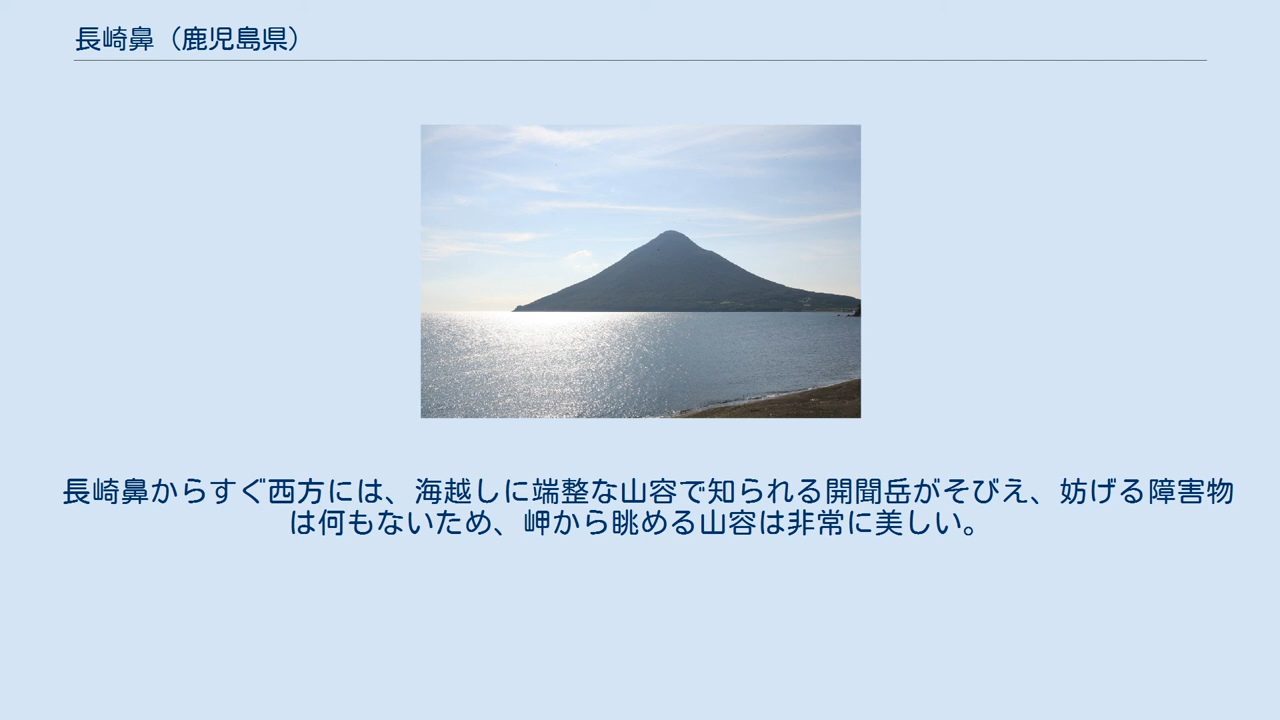 長崎鼻（鹿児島県）
長崎鼻からすぐ西方には、海越しに端整な山容で知られる開聞岳がそびえ、妨げる障害物
は何もないため、岬から眺める山容は非常に美しい。